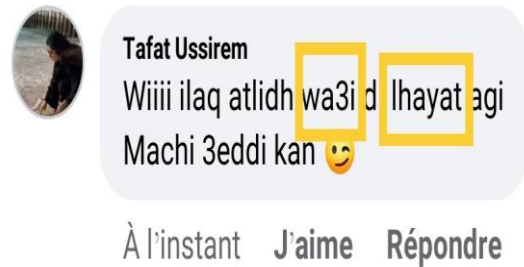 Tafat Ussirem
Wiiii ilaq atlidh wa3i d lhayat agi
Machi 3eddi kan 😉
À l'instant J'aime Répondre